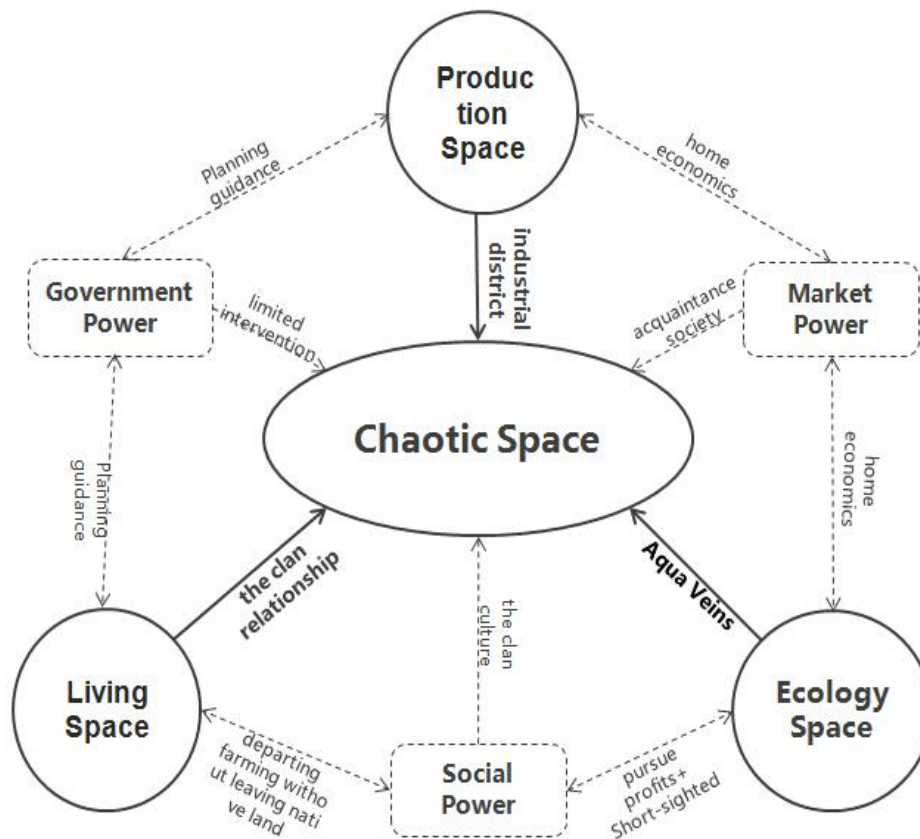 Produc
tion
Space
Planning
guidance
home
economics
industrial
district
Government
Power
limited
intervention
acquaintance
society
Market
Power
Chaotic Space
Planning
guidance
home
economics
the clan
relationship
the clan
culture
Aqua Veins
Living
Space
departing
farming witho
ut leaving nati
ve land
Social
Power
pursue
profits+
Short-sighted
Ecology
Space